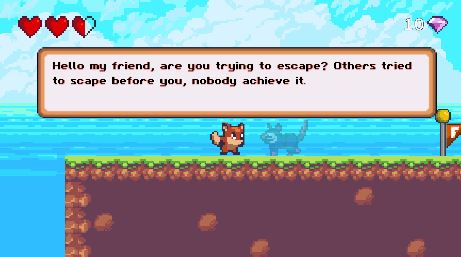 10
Hello my friend, are you trying to escape? Others tried
to scape before you, nobody achieve it.
F